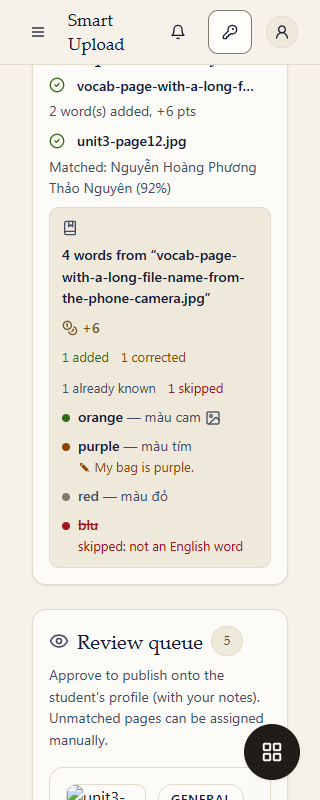 Smart
Upload
vocab-page-with-a-long-f...
2 word(s) added, +6 pts
unit3-page12.jpg
Matched: Nguyễn Hoàng Phương
Thảo Nguyên (92%)
4 words from “vocab-page-
with-a-long-file-name-from-
the-phone-camera.jpg”
+6
1 added 1 corrected
1 already known 1 skipped
orange — màu cam
purple — màu tím
My bag is purple.
red — màu đỏ
blu
skipped: not an English word
Review queue 5
Approve to publish onto the
student's profile (with your notes).
Unmatched pages can be assigned
manually.
unit3-
GENERAL